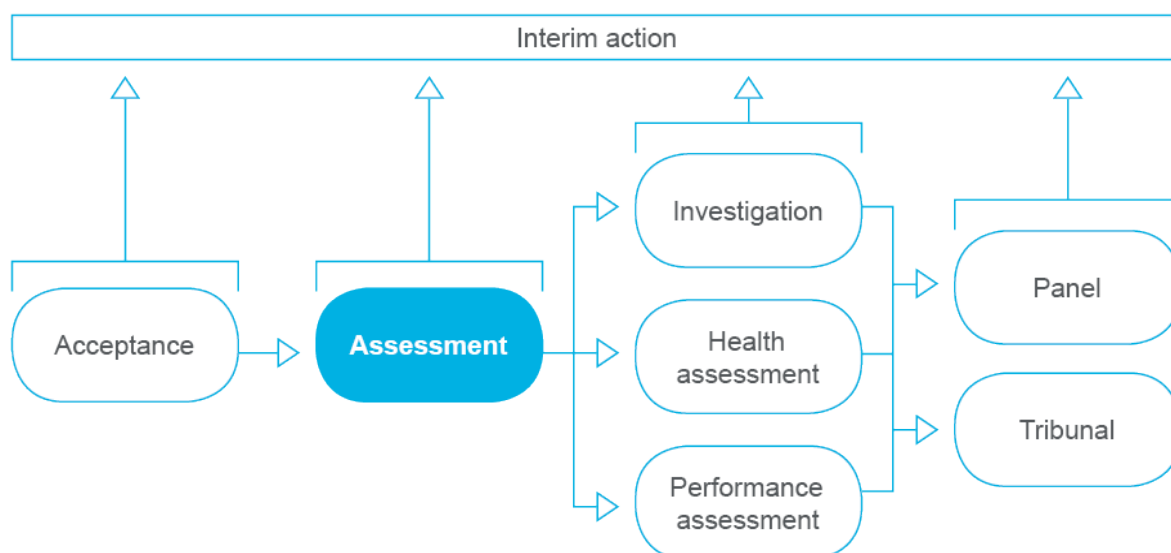 Interim action
Acceptance
Assessment
Investigation
Health
assessment
Performance
assessment
Panel
Tribunal